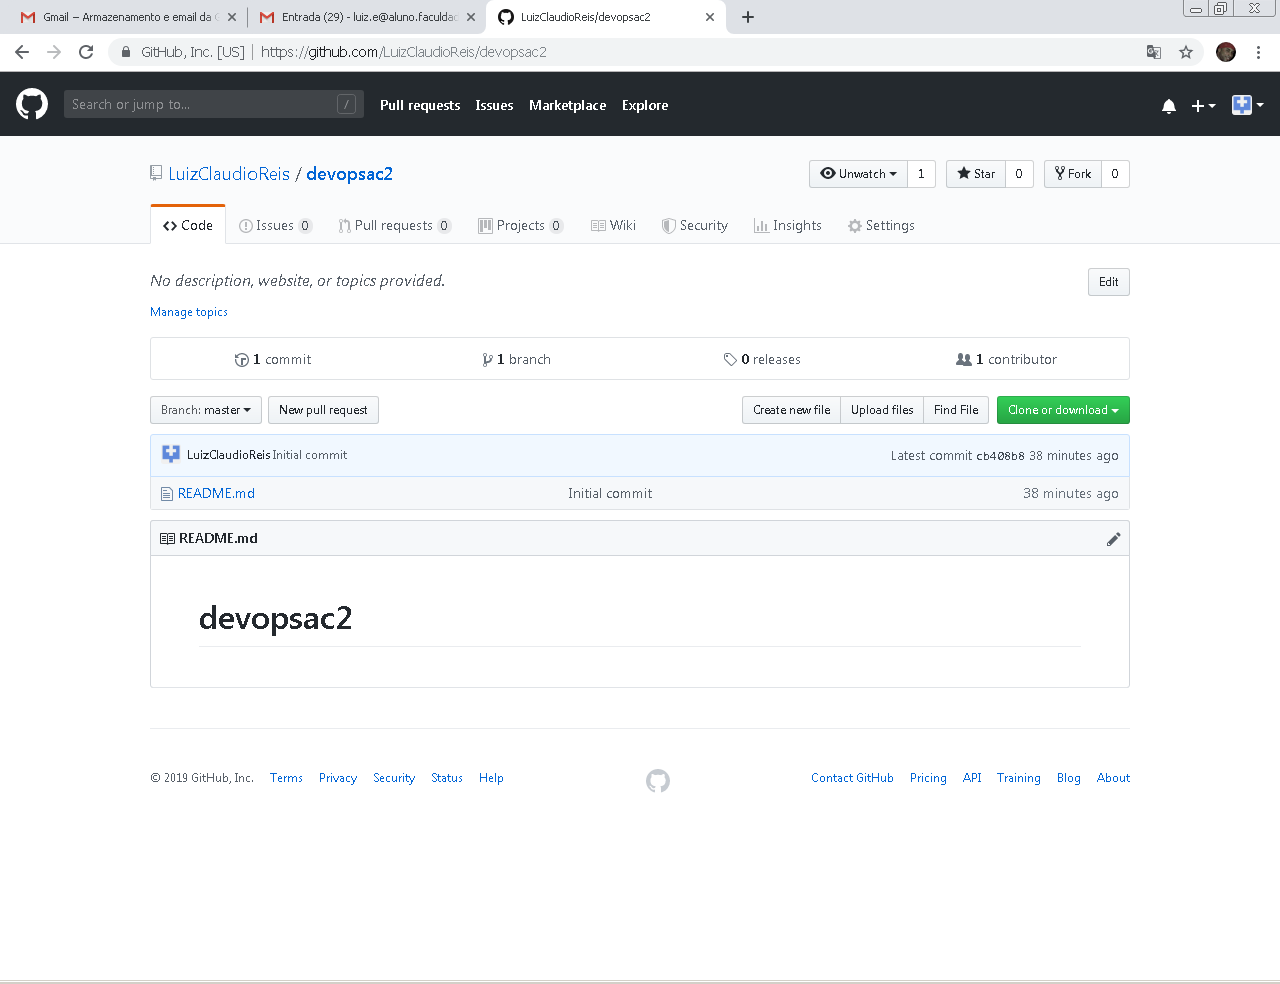 Gmail – Armazenamento e email da G
Entrada (29) - luiz.e@aluno.faculdac
LuizClaudioReis/devopsac2
GitHub, Inc. [US] | https://github.com/LuizClaudioReis/devopsac2
Search or jump to... /
Pull requests Issues Marketplace Explore
LuizClaudioReis / devopsac2
Unwatch 1 Star 0 Fork 0
Code Issues 0 Pull requests 0 Projects 0 Wiki Security Insights Settings
No description, website, or topics provided. Edit
Manage topics
1 commit 1 branch 0 releases 1 contributor
Branch: master New pull request Create new file Upload files Find File Clone or download
LuizClaudioReis Initial commit Latest commit cb408b8 38 minutes ago
README.md Initial commit 38 minutes ago
README.md
devopsac2
© 2019 GitHub, Inc. Terms Privacy Security Status Help Contact GitHub Pricing API Training Blog About